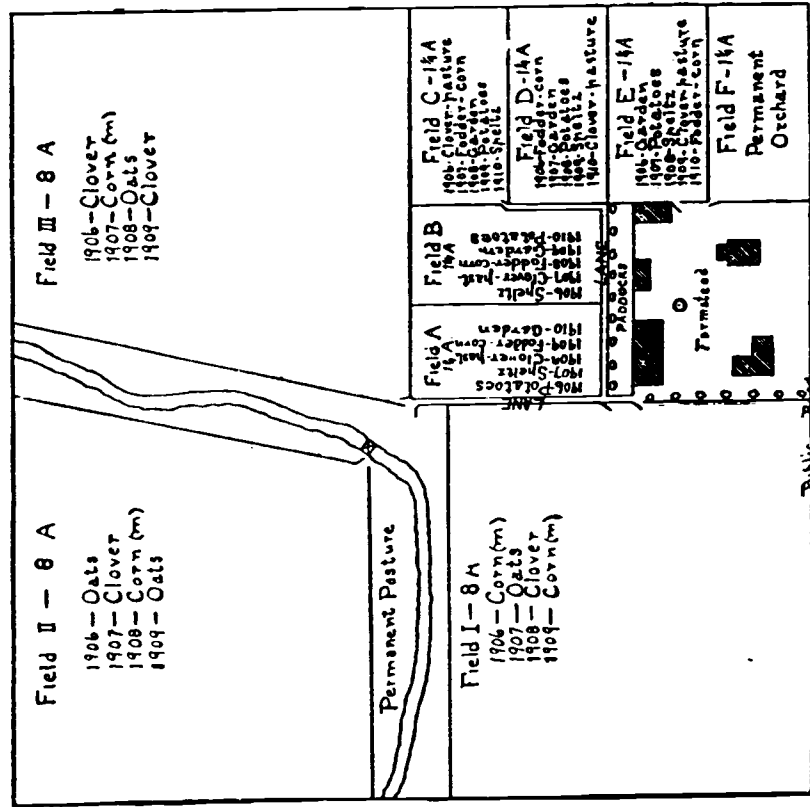 Field II - 8 A
1906-Oats
1907-Clover
1908-Corn(m)
1909-Oats
Field III - 8 A
1906-Clover
1907-Corn(m)
1908-Oats
1909-Clover
Permanent Pasture
Field I - 8 A
1906-Corn(m)
1907-Oats
1908-Clover
1909-Corn(m)
Field A
1906-Potatoes
1907-Speltz
1908-Clover-past.
1909-Fodder-corn
1910-Garden
Field B
1906-Speltz
1907-Clover-past.
1908-Fodder-corn
1909-Garden
1910-Potatoes
Field C - 1¼A
1906-Clover-pasture
1907-Fodder-corn
1908-Garden
1909-Potatoes
1910-Speltz
Field D - 1¼A
1906-Fodder-corn
1907-Garden
1908-Potatoes
1909-Speltz
1910-Clover-pasture
Field E - 1¼A
1906-Garden
1907-Potatoes
1908-Speltz
1909-Clover-pasture
1910-Fodder-corn
Field F - 1¼A
Permanent
Orchard
LANE
LANE
PADDOCKS
Farmstead
Public